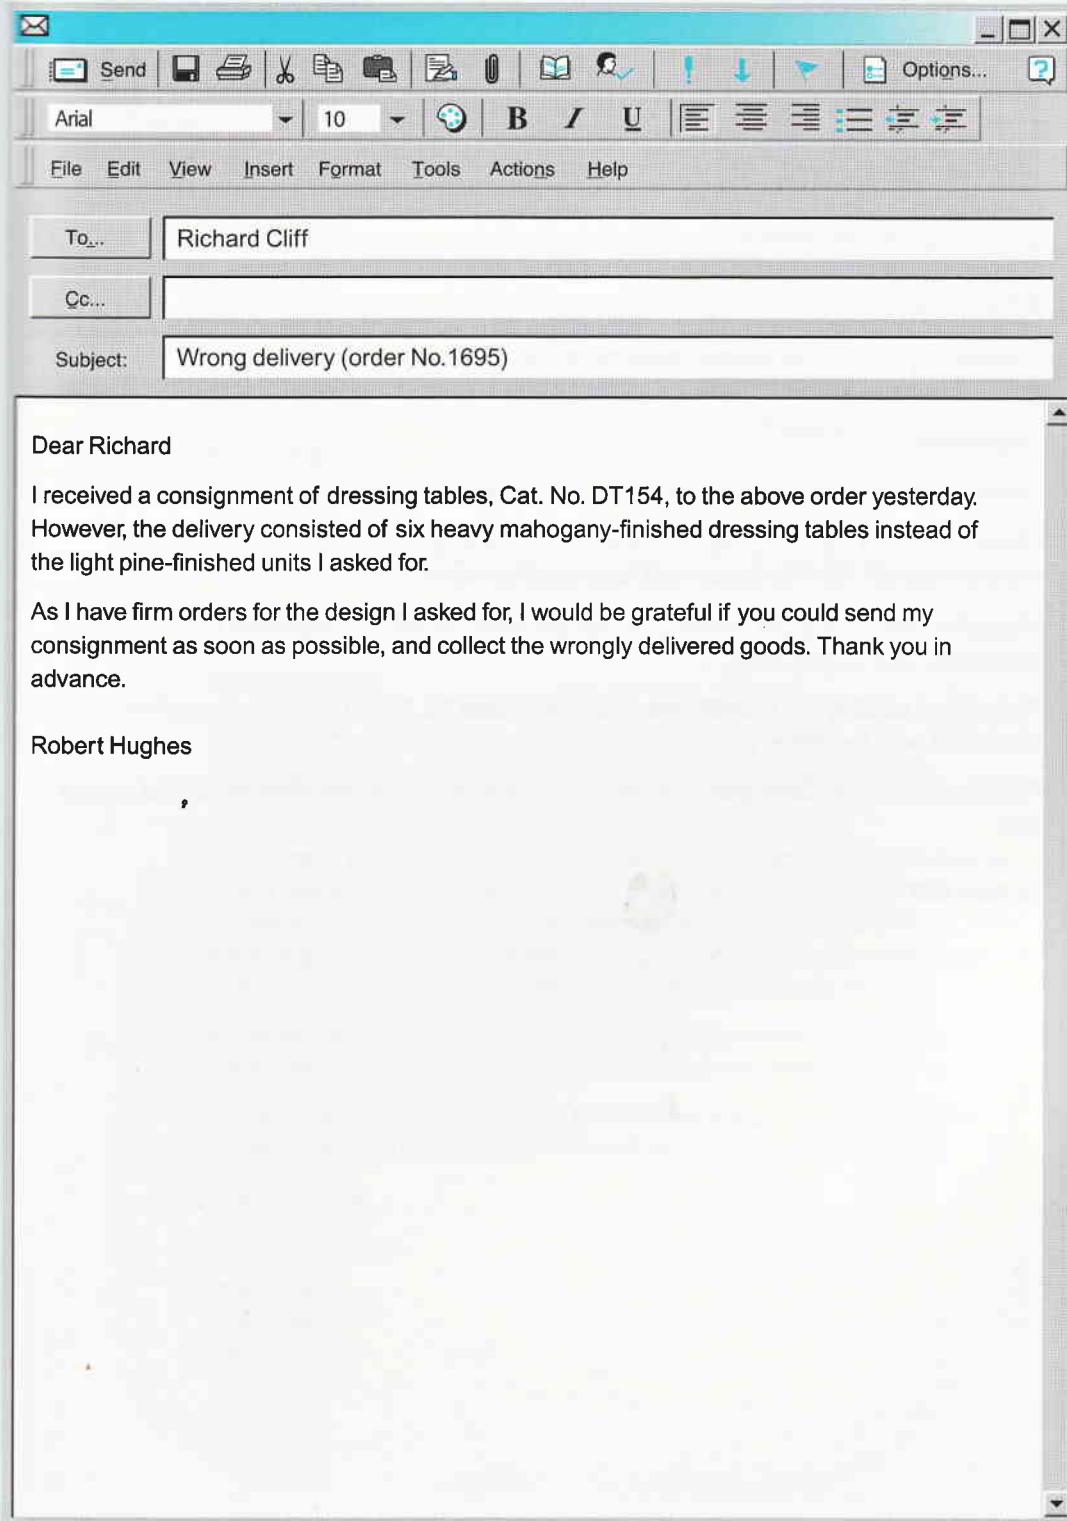 Send
Options...
Arial
10
B I U
File Edit View Insert Format Tools Actions Help
To... Richard Cliff
Cc...
Subject: Wrong delivery (order No.1695)
Dear Richard
I received a consignment of dressing tables, Cat. No. DT154, to the above order yesterday.
However, the delivery consisted of six heavy mahogany-finished dressing tables instead of
the light pine-finished units I asked for.
As I have firm orders for the design I asked for, I would be grateful if you could send my
consignment as soon as possible, and collect the wrongly delivered goods. Thank you in
advance.
Robert Hughes